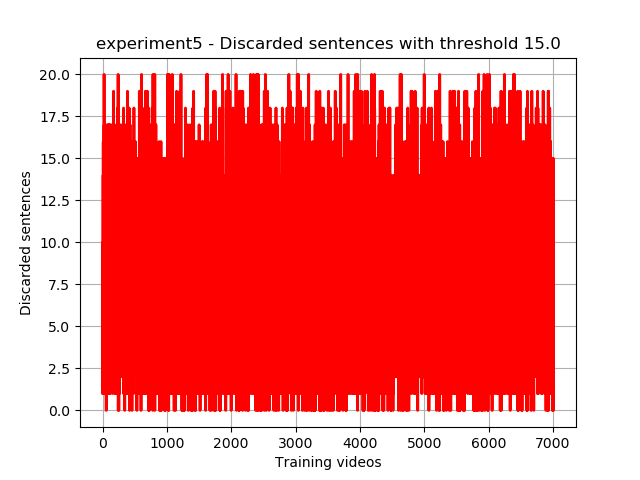 experiment5 - Discarded sentences with threshold 15.0
20.0
17.5
15.0
12.5
10.0
7.5
5.0
2.5
0.0
Discarded sentences
0 1000 2000 3000 4000 5000 6000 7000
Training videos